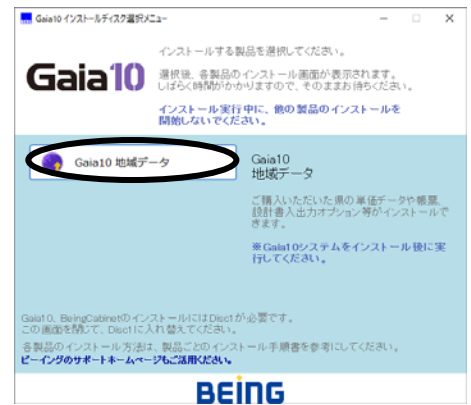 Gaia10 インストールディスク選択メニュー
インストールする製品を選択してください。
Gaia10
選択後、各製品のインストール画面が表示されます。
しばらく時間がかかりますので、そのままお待ちください。
インストール実行中に、他の製品のインストールを
開始しないでください。
Gaia10 地域データ
Gaia10
地域データ
ご購入いただいた県の単価データや帳票、
設計書入出力オプション等がインストールで
きます。
※Gaia10システムをインストール後に実
行してください。
Gaia10、BeingCabinetのインストールにはDisc1が必要です。
この画面を閉じて、Disc1に入れ替えてください。
各製品のインストール方法は、製品ごとのインストール手順書を参考にしてください。
ビーイングのサポートホームページもご活用ください。
BEING